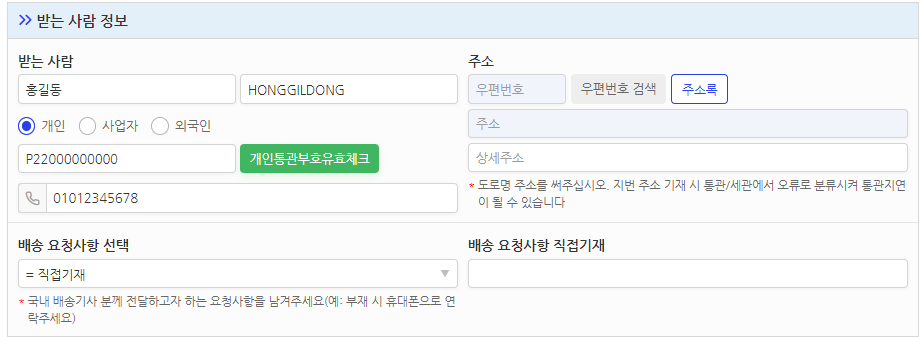 받는 사람 정보
받는 사람
홍길동
HONGGILDONG
개인
사업자
외국인
P22000000000
개인통관부호유효체크
01012345678
주소
우편번호
우편번호 검색
주소록
주소
상세주소
* 도로명 주소를 써주십시오. 지번 주소 기재 시 통관/세관에서 오류로 분류시켜 통관지연
이 될 수 있습니다
배송 요청사항 선택
= 직접기재
* 국내 배송기사 분께 전달하고자 하는 요청사항을 남겨주세요(예: 부재 시 휴대폰으로 연
락주세요)
배송 요청사항 직접기재